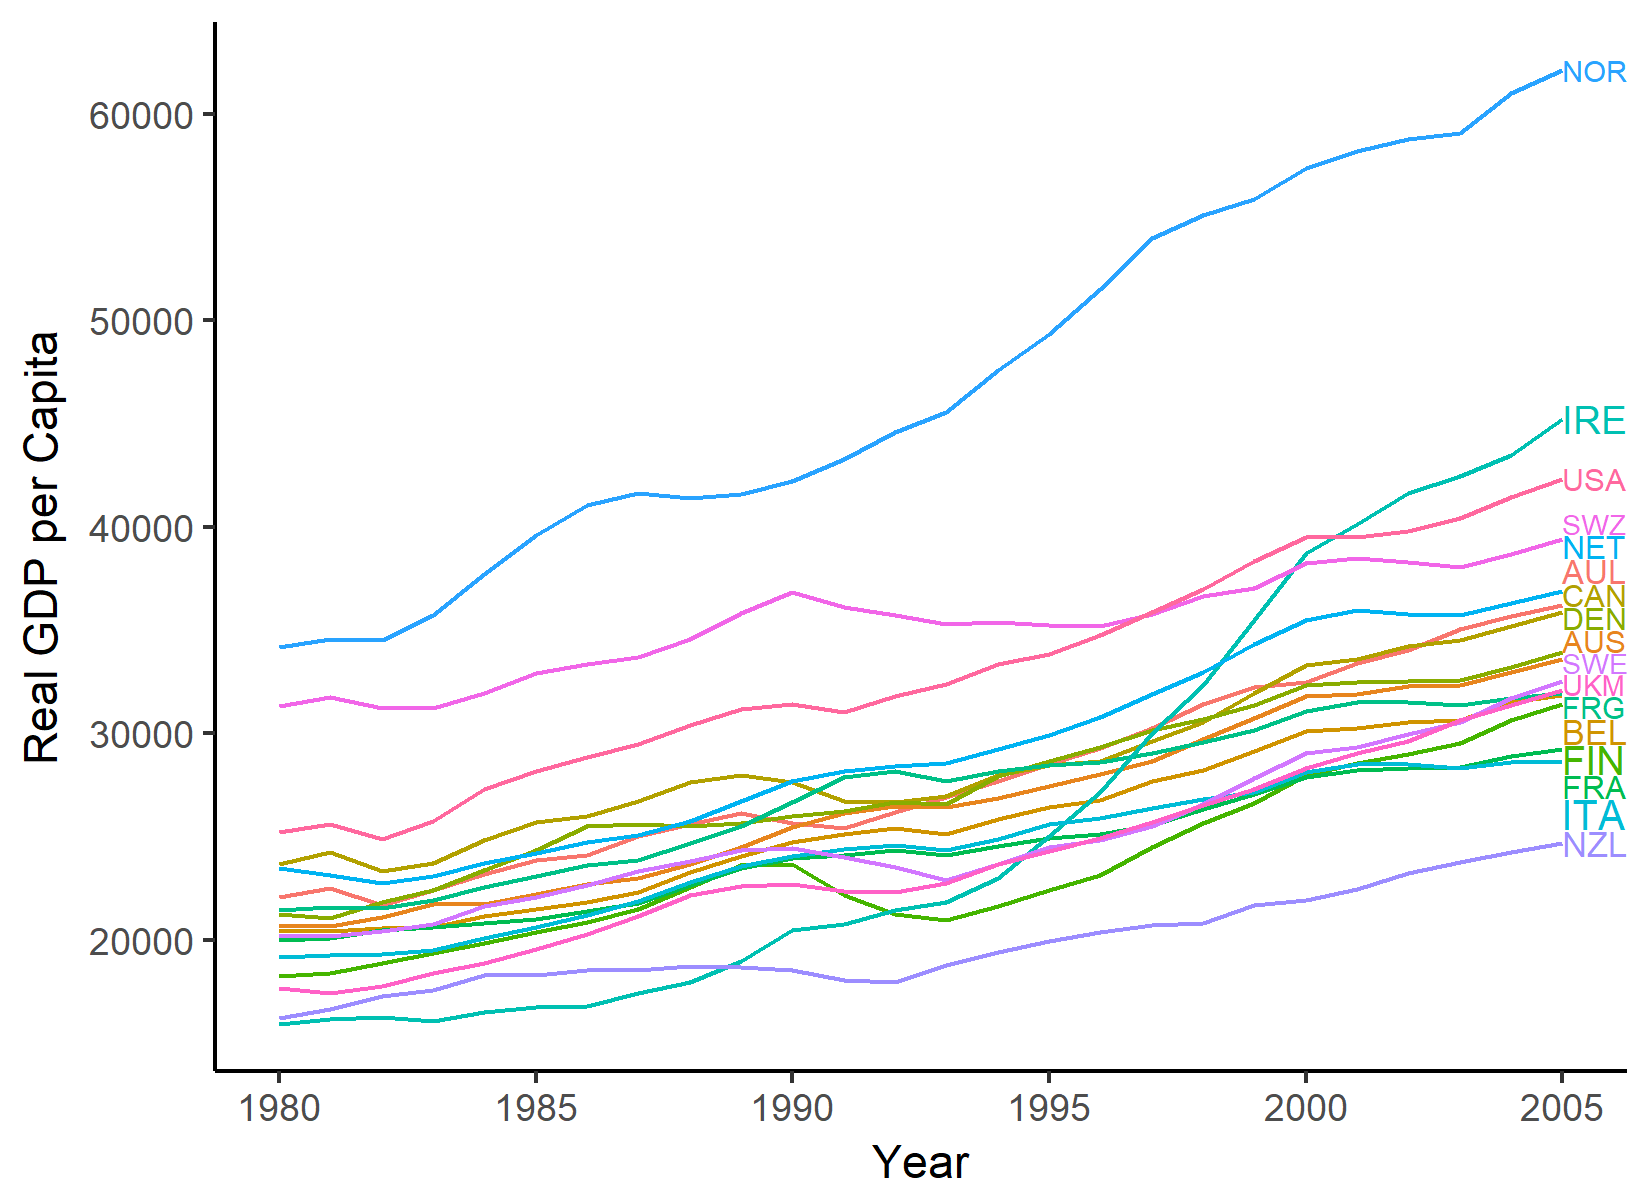 Real GDP per Capita
60000
50000
40000
30000
20000
NOR
IRE
USA
SWZ
NET
AUL
CAN
DEN
AUS
SWE
UKM
FRG
BEL
FIN
FRA
ITA
NZL
1980 1985 1990 1995 2000 2005
Year